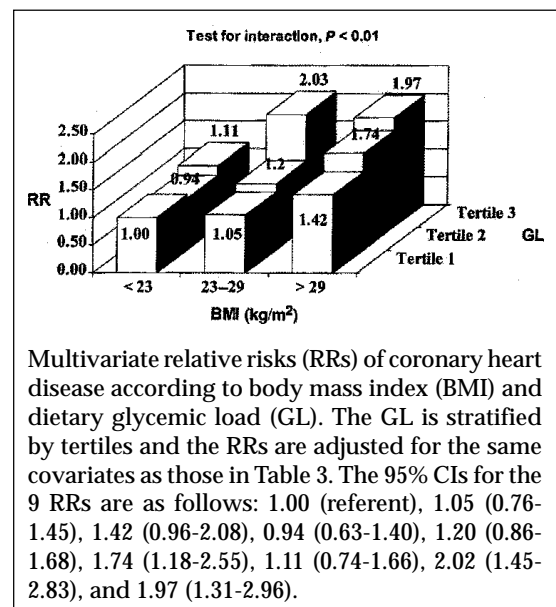 Test for interaction, P < 0.01
2.03
1.97
1.11
1.74
1.2
0.94
1.00
1.05
1.42
2.50
2.00
1.50
1.00
0.50
0.00
RR
Tertile 3
Tertile 2
Tertile 1
GL
< 23
23–29
> 29
BMI (kg/m²)
Multivariate relative risks (RRs) of coronary heart
disease according to body mass index (BMI) and
dietary glycemic load (GL). The GL is stratified
by tertiles and the RRs are adjusted for the same
covariates as those in Table 3. The 95% CIs for the
9 RRs are as follows: 1.00 (referent), 1.05 (0.76-
1.45), 1.42 (0.96-2.08), 0.94 (0.63-1.40), 1.20 (0.86-
1.68), 1.74 (1.18-2.55), 1.11 (0.74-1.66), 2.02 (1.45-
2.83), and 1.97 (1.31-2.96).